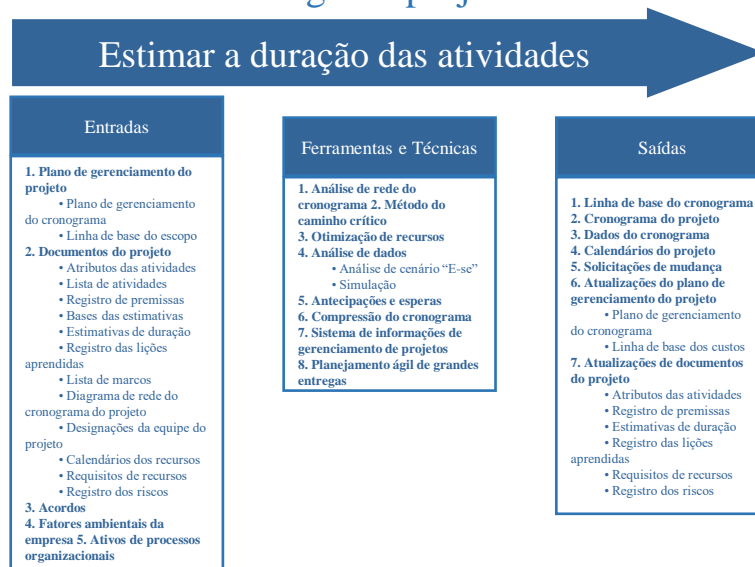 Estimar a duração das atividades
Entradas
1. Plano de gerenciamento do
projeto
• Plano de gerenciamento
do cronograma
• Linha de base do escopo
2. Documentos do projeto
• Atributos das atividades
• Lista de atividades
• Registro de premissas
• Bases das estimativas
• Estimativas de duração
• Registro das lições
aprendidas
• Lista de marcos
• Diagrama de rede do
cronograma do projeto
• Designações da equipe do
projeto
• Calendários dos recursos
• Requisitos de recursos
• Registro dos riscos
3. Acordos
4. Fatores ambientais da
empresa 5. Ativos de processos
organizacionais
Ferramentas e Técnicas
1. Análise de rede do
cronograma 2. Método do
caminho crítico
3. Otimização de recursos
4. Análise de dados
• Análise de cenário “E-se”
• Simulação
5. Antecipações e esperas
6. Compressão do cronograma
7. Sistema de informações de
gerenciamento de projetos
8. Planejamento ágil de grandes
entregas
Saídas
1. Linha de base do cronograma
2. Cronograma do projeto
3. Dados do cronograma
4. Calendários do projeto
5. Solicitações de mudança
6. Atualizações do plano de
gerenciamento do projeto
• Plano de gerenciamento
do cronograma
• Linha de base dos custos
7. Atualizações de documentos
do projeto
• Atributos das atividades
• Registro de premissas
• Estimativas de duração
• Registro das lições
aprendidas
• Requisitos de recursos
• Registro dos riscos